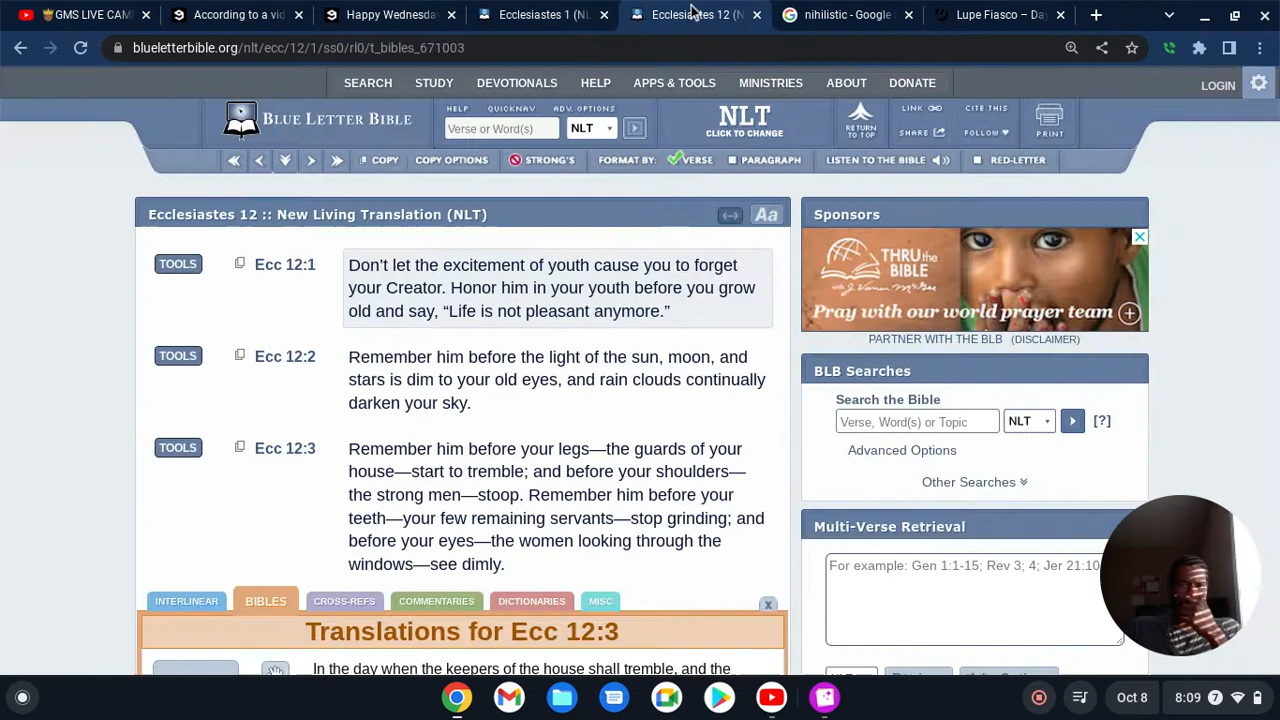 GMS LIVE CAM
According to a vid
Happy Wednesday
Ecclesiastes 1 (NL
Ecclesiastes 12 (N
nihilistic - Google
Lupe Fiasco – Day
blueletterbible.org/nlt/ecc/12/1/ss0/rl0/t_bibles_671003
SEARCH STUDY DEVOTIONALS HELP APPS & TOOLS MINISTRIES ABOUT DONATE
LOGIN
BLUE LETTER BIBLE
HELP QUICKNAV ADV. OPTIONS
Verse or Word(s) NLT
NLT
CLICK TO CHANGE
RETURN
TO TOP
LINK CITE THIS
SHARE FOLLOW
PRINT
COPY COPY OPTIONS STRONG'S FORMAT BY: VERSE PARAGRAPH LISTEN TO THE BIBLE RED-LETTER
Ecclesiastes 12 :: New Living Translation (NLT)
Aa
TOOLS Ecc 12:1 Don’t let the excitement of youth cause you to forget
your Creator. Honor him in your youth before you grow
old and say, “Life is not pleasant anymore.”
TOOLS Ecc 12:2 Remember him before the light of the sun, moon, and
stars is dim to your old eyes, and rain clouds continually
darken your sky.
TOOLS Ecc 12:3 Remember him before your legs—the guards of your
house—start to tremble; and before your shoulders—
the strong men—stoop. Remember him before your
teeth—your few remaining servants—stop grinding; and
before your eyes—the women looking through the
windows—see dimly.
INTERLINEAR BIBLES CROSS-REFS COMMENTARIES DICTIONARIES MISC
x
Translations for Ecc 12:3
In the day when the keepers of the house shall tremble, and the
Sponsors
THRU the
BIBLE
with J. Vernon McGee
Pray with our world prayer team
PARTNER WITH THE BLB (DISCLAIMER)
BLB Searches
Search the Bible
Verse, Word(s) or Topic NLT [?]
Advanced Options
Other Searches
Multi-Verse Retrieval
For example: Gen 1:1-15; Rev 3; 4; Jer 21:10
Oct 8 8:09 7